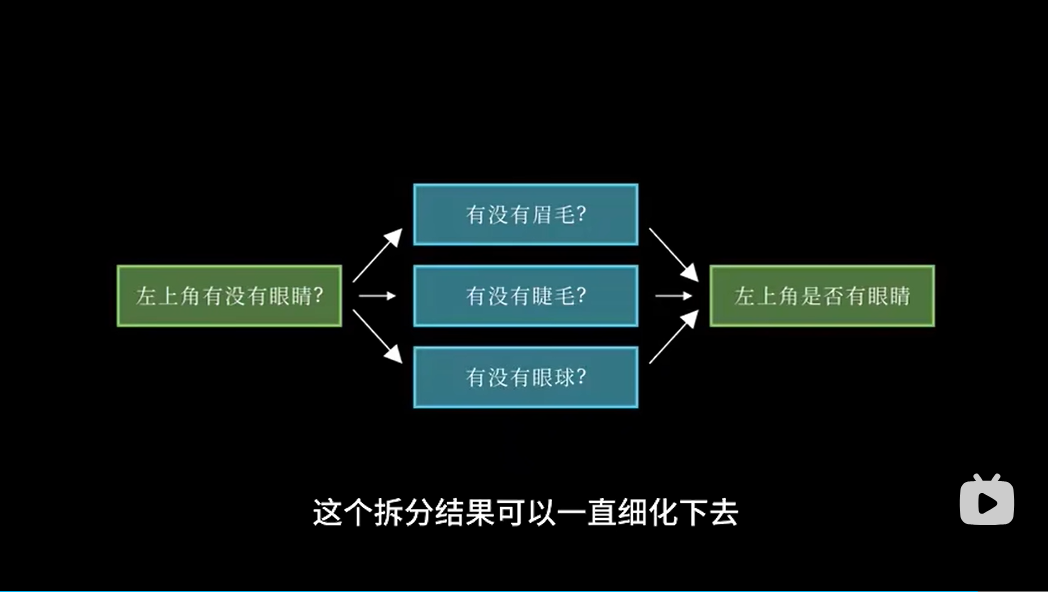 有没有眉毛?
左上角有没有眼睛?
有没有睫毛?
左上角是否有眼睛
有没有眼球?
这个拆分结果可以一直细化下去